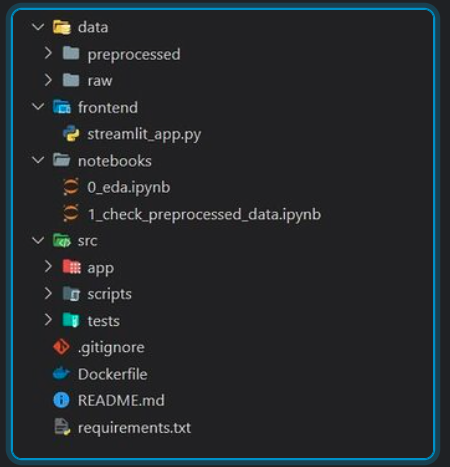 data
preprocessed
raw
frontend
streamlit_app.py
notebooks
0_eda.ipynb
1_check_preprocessed_data.ipynb
src
app
scripts
tests
.gitignore
Dockerfile
README.md
requirements.txt